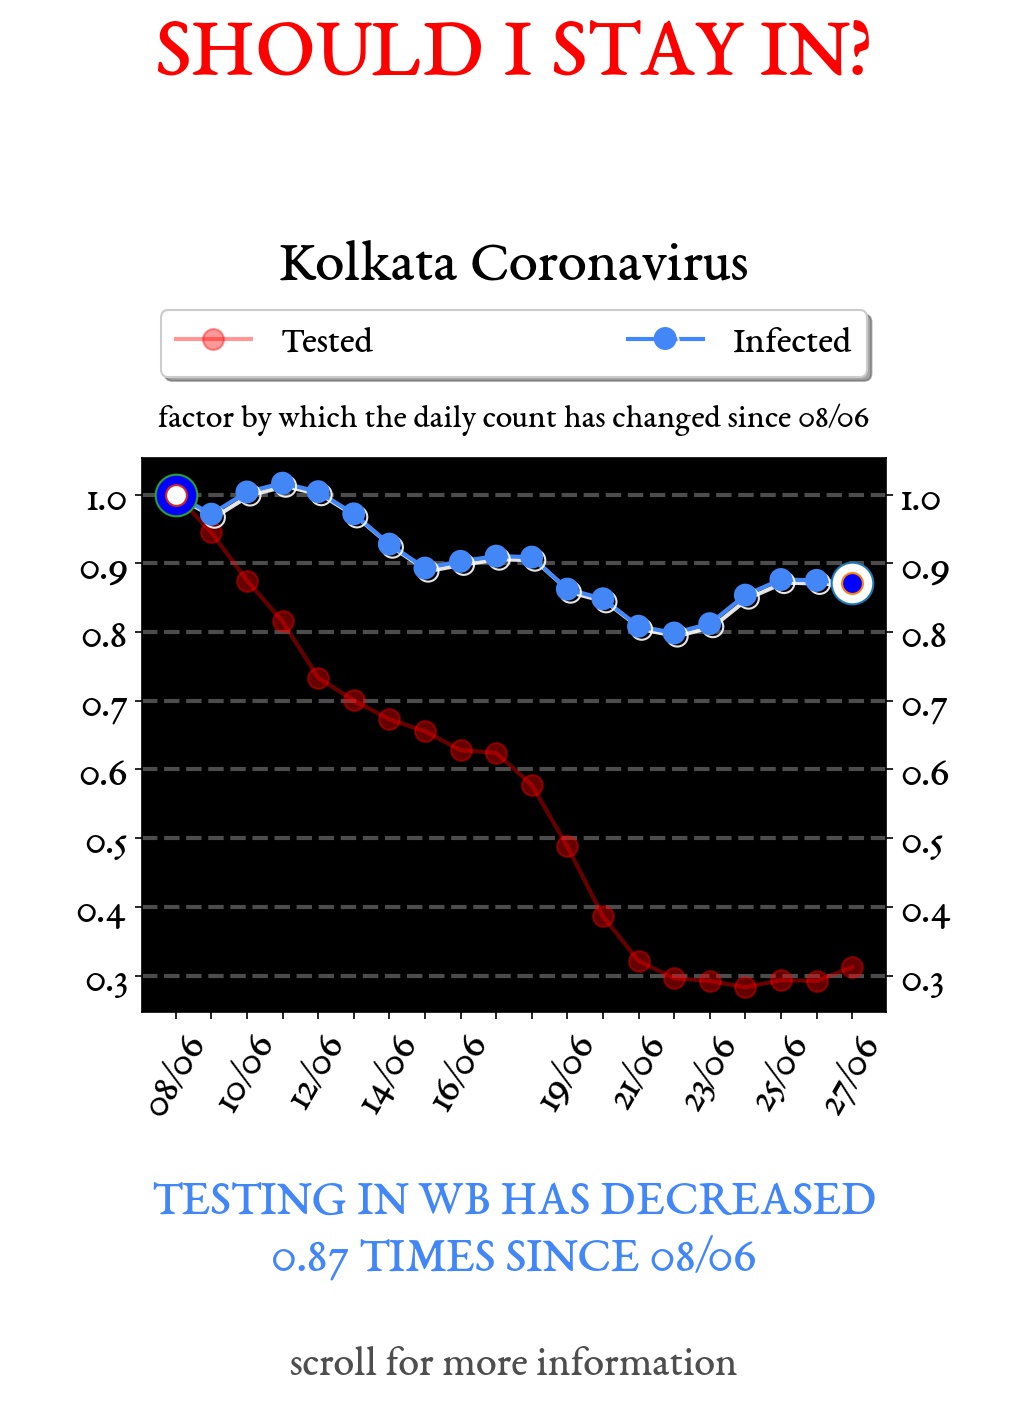 SHOULD I STAY IN?
Kolkata Coronavirus
Tested Infected
factor by which the daily count has changed since 08/06
1.0 1.0
0.9 0.9
0.8 0.8
0.7 0.7
0.6 0.6
0.5 0.5
0.4 0.4
0.3 0.3
08/06 10/06 12/06 14/06 16/06 19/06 21/06 23/06 25/06 27/06
TESTING IN WB HAS DECREASED
0.87 TIMES SINCE 08/06
scroll for more information